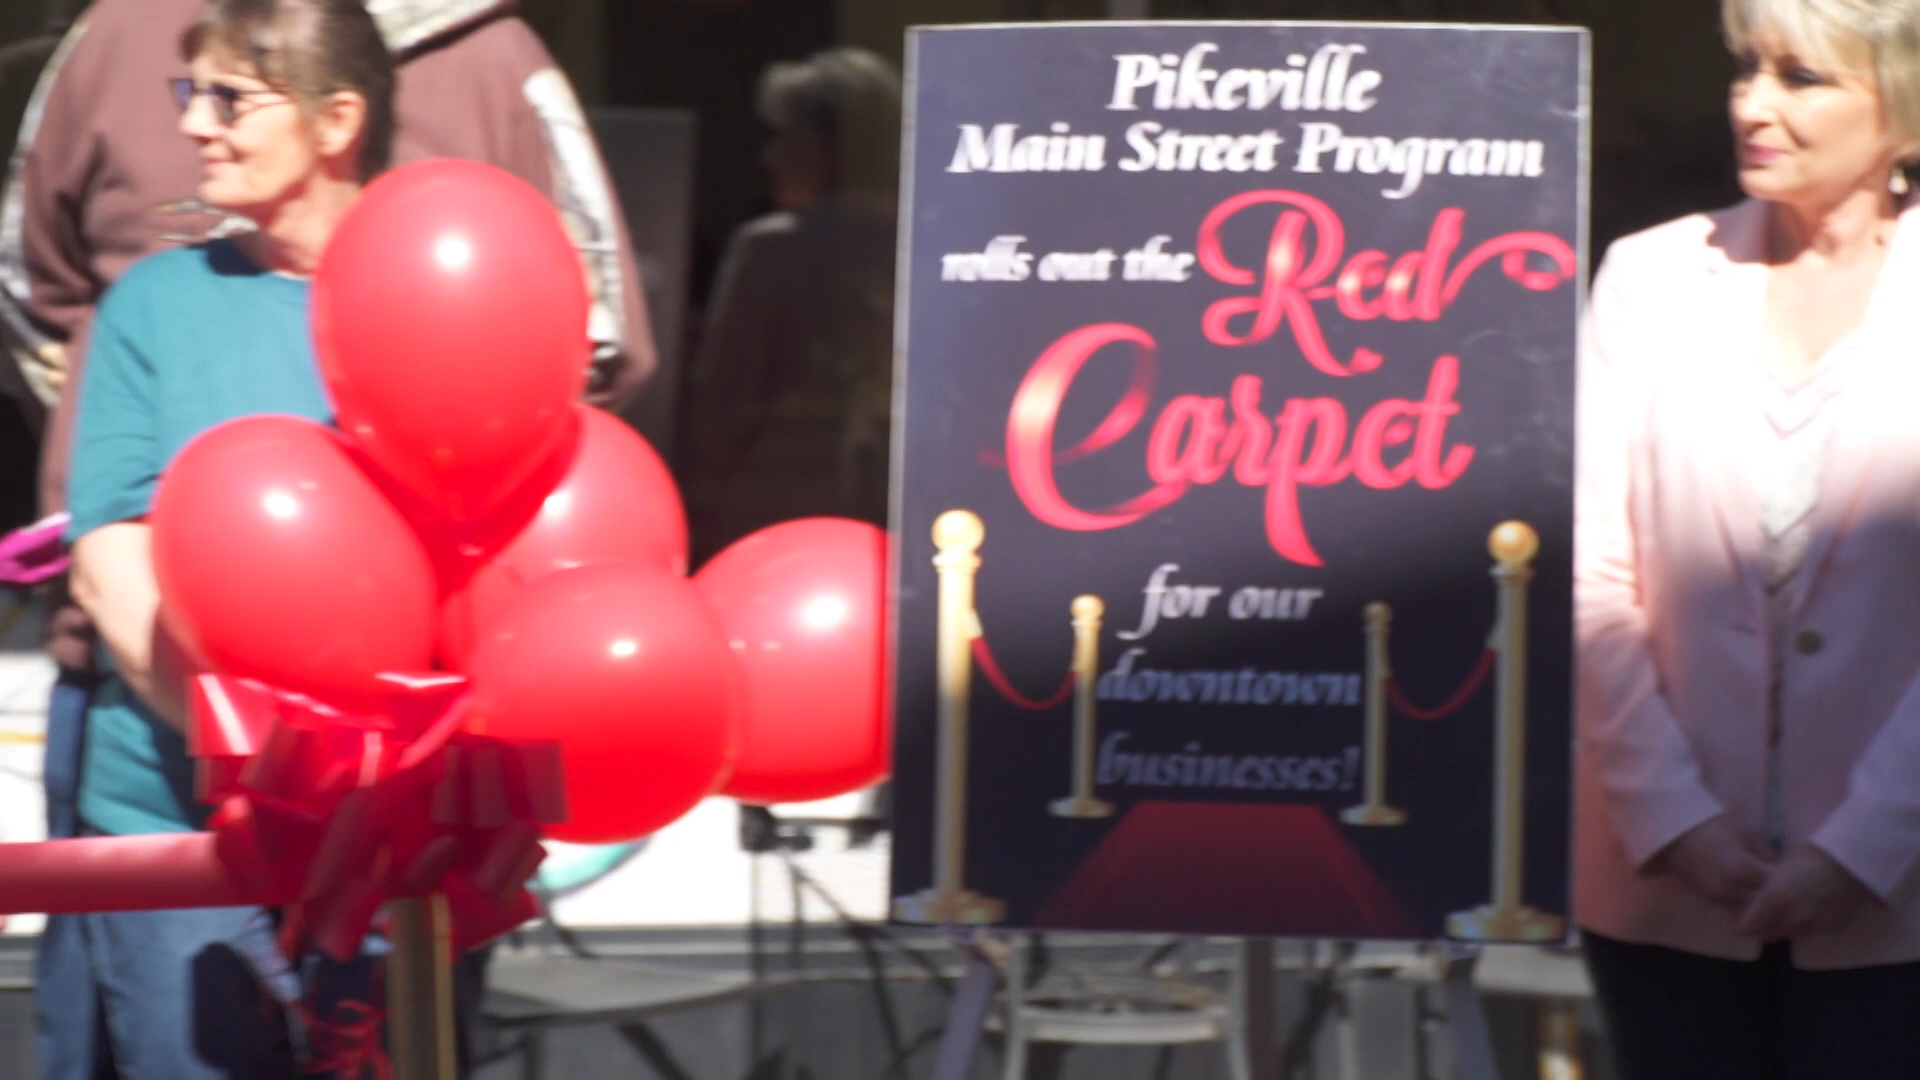 Pikeville
Main Street Program
rolls out the Red
Carpet
for our
downtown
businesses!